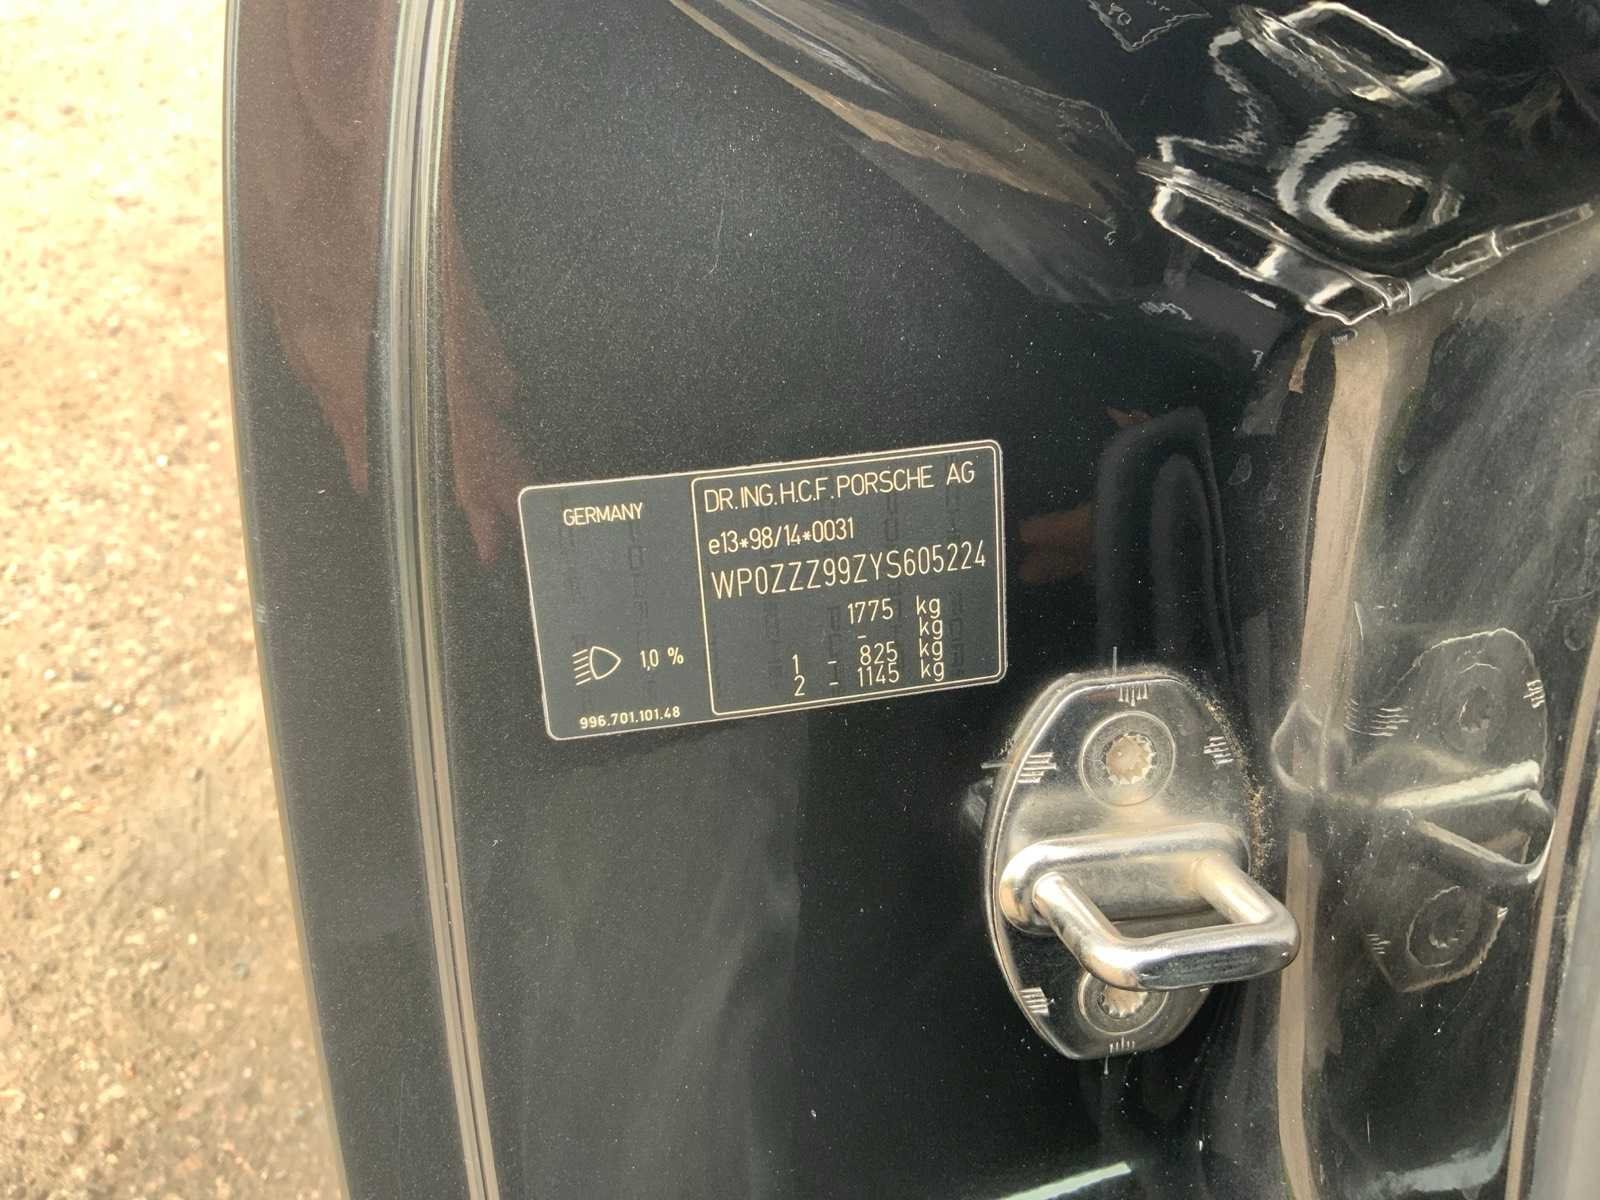 GERMANY
1,0 %
996.701.101.48
DR.ING.H.C.F.PORSCHE AG
e13*98/14*0031
WP0ZZZ99ZYS605224
1775 kg
- kg
1 - 825 kg
2 - 1145 kg